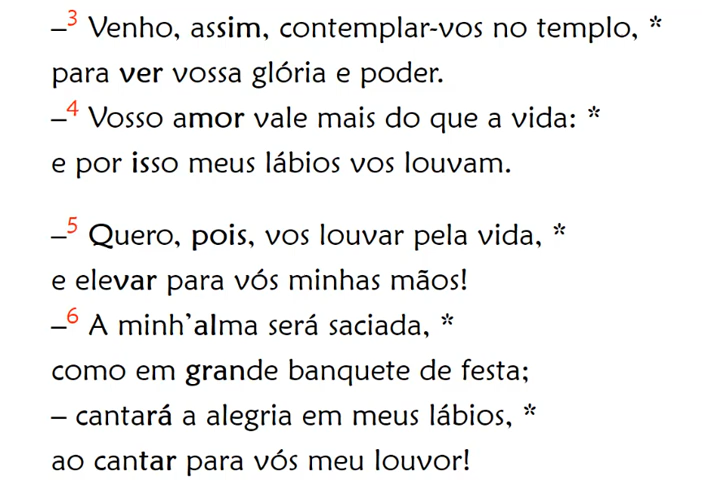 –3 Venho, assim, contemplar-vos no templo, *
para ver vossa glória e poder.
–4 Vosso amor vale mais do que a vida: *
e por isso meus lábios vos louvam.
–5 Quero, pois, vos louvar pela vida, *
e elevar para vós minhas mãos!
–6 A minh’alma será saciada, *
como em grande banquete de festa;
– cantará a alegria em meus lábios, *
ao cantar para vós meu louvor!